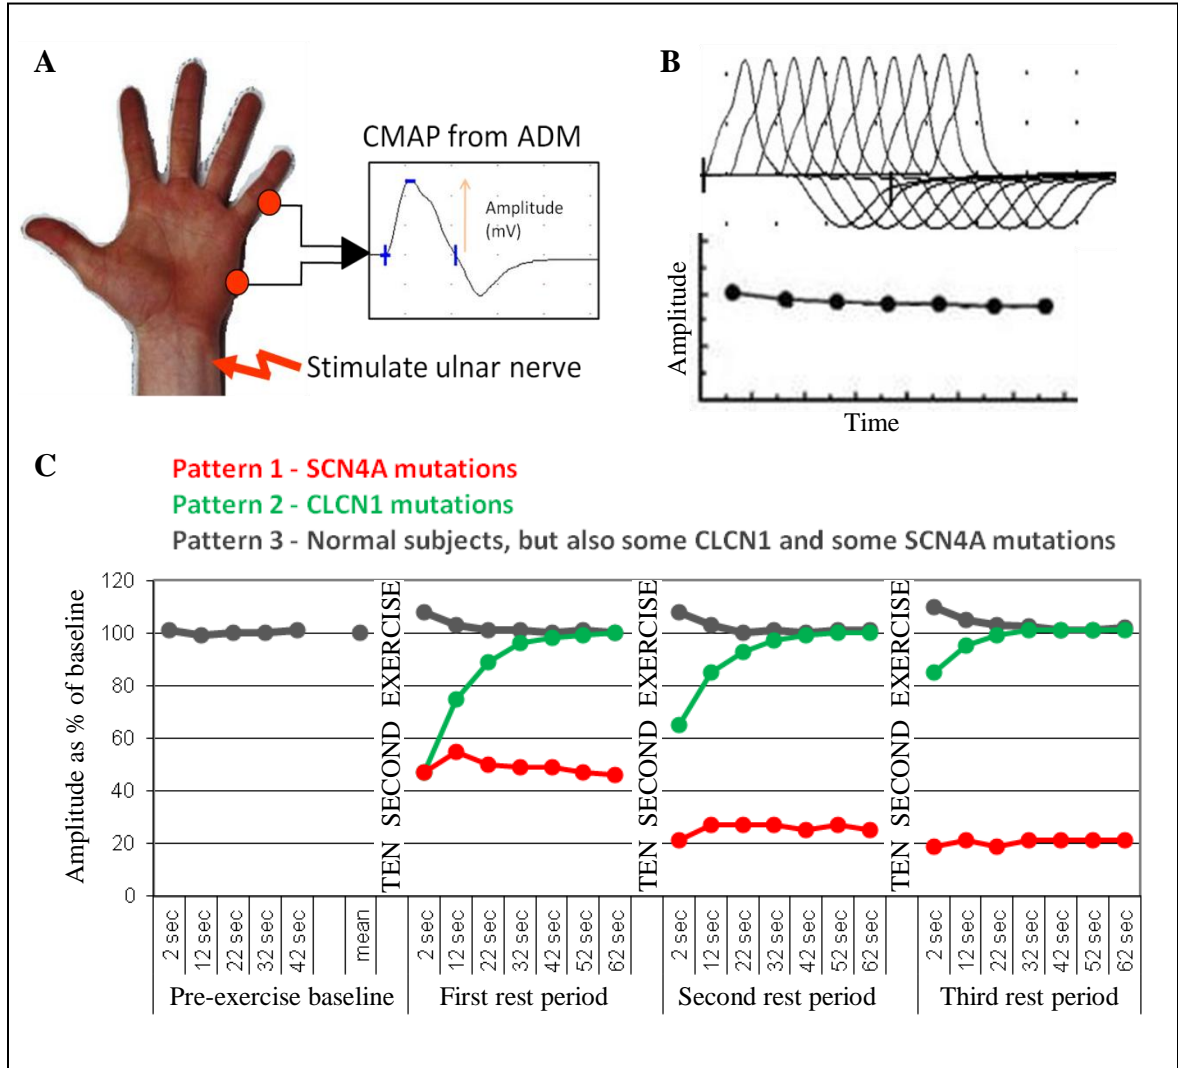 A
CMAP from ADM
Amplitude
(mV)
Stimulate ulnar nerve
B
Amplitude
Time
C
Pattern 1 - SCN4A mutations
Pattern 2 - CLCN1 mutations
Pattern 3 - Normal subjects, but also some CLCN1 and some SCN4A mutations
Amplitude as % of baseline
120
100
80
60
40
20
0
TEN SECOND EXERCISE
TEN SECOND EXERCISE
TEN SECOND EXERCISE
2 sec
12 sec
22 sec
32 sec
42 sec
mean
2 sec
12 sec
22 sec
32 sec
42 sec
52 sec
62 sec
2 sec
12 sec
22 sec
32 sec
42 sec
52 sec
62 sec
2 sec
12 sec
22 sec
32 sec
42 sec
52 sec
62 sec
Pre-exercise baseline
First rest period
Second rest period
Third rest period